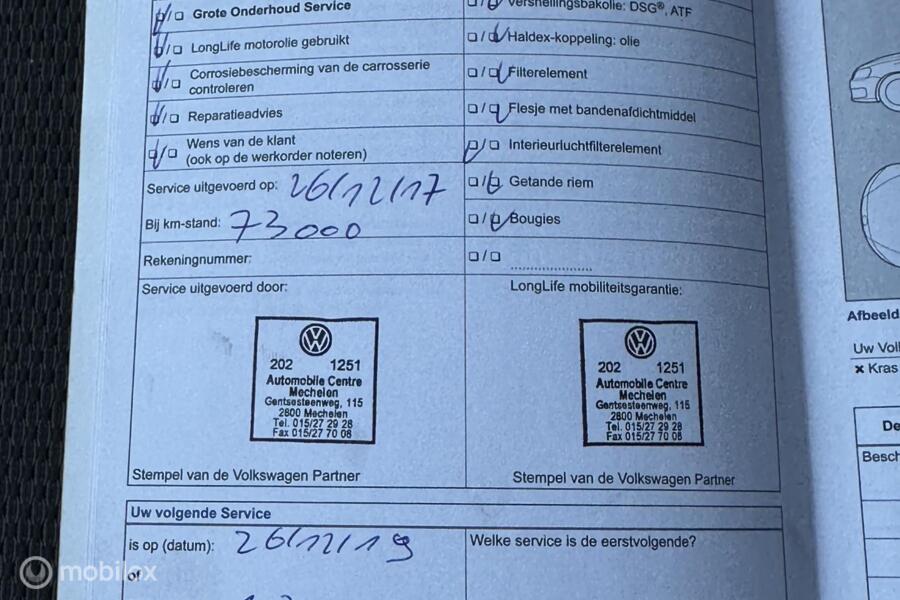 Grote Onderhoud Service
LongLife motorolie gebruikt
Corrosiebescherming van de carrosserie
controleren
Reparatieadvies
Wens van de klant
(ook op de werkorder noteren)
Service uitgevoerd op: 26/12/17
Bij km-stand: 73000
Rekeningnummer:
Versnellingsbakolie: DSG®, ATF
Haldex-koppeling: olie
Filterelement
Flesje met bandenafdichtmiddel
Interieurluchtfilterelement
Getande riem
Bougies
Service uitgevoerd door:
202 1251
Automobile Centre
Mechelen
Gentsesteenweg, 115
2800 Mechelen
Tel. 015/27 29 28
Fax 015/27 70 08
Stempel van de Volkswagen Partner
LongLife mobiliteitsgarantie:
202 1251
Automobile Centre
Mechelen
Gentsesteenweg, 115
2800 Mechelen
Tel. 015/27 29 28
Fax 015/27 70 08
Stempel van de Volkswagen Partner
Uw volgende Service
is op (datum): 26/12/19
of
Welke service is de eerstvolgende?
Afbeeld
Uw Vol
× Kras
De
Besch
mobilox